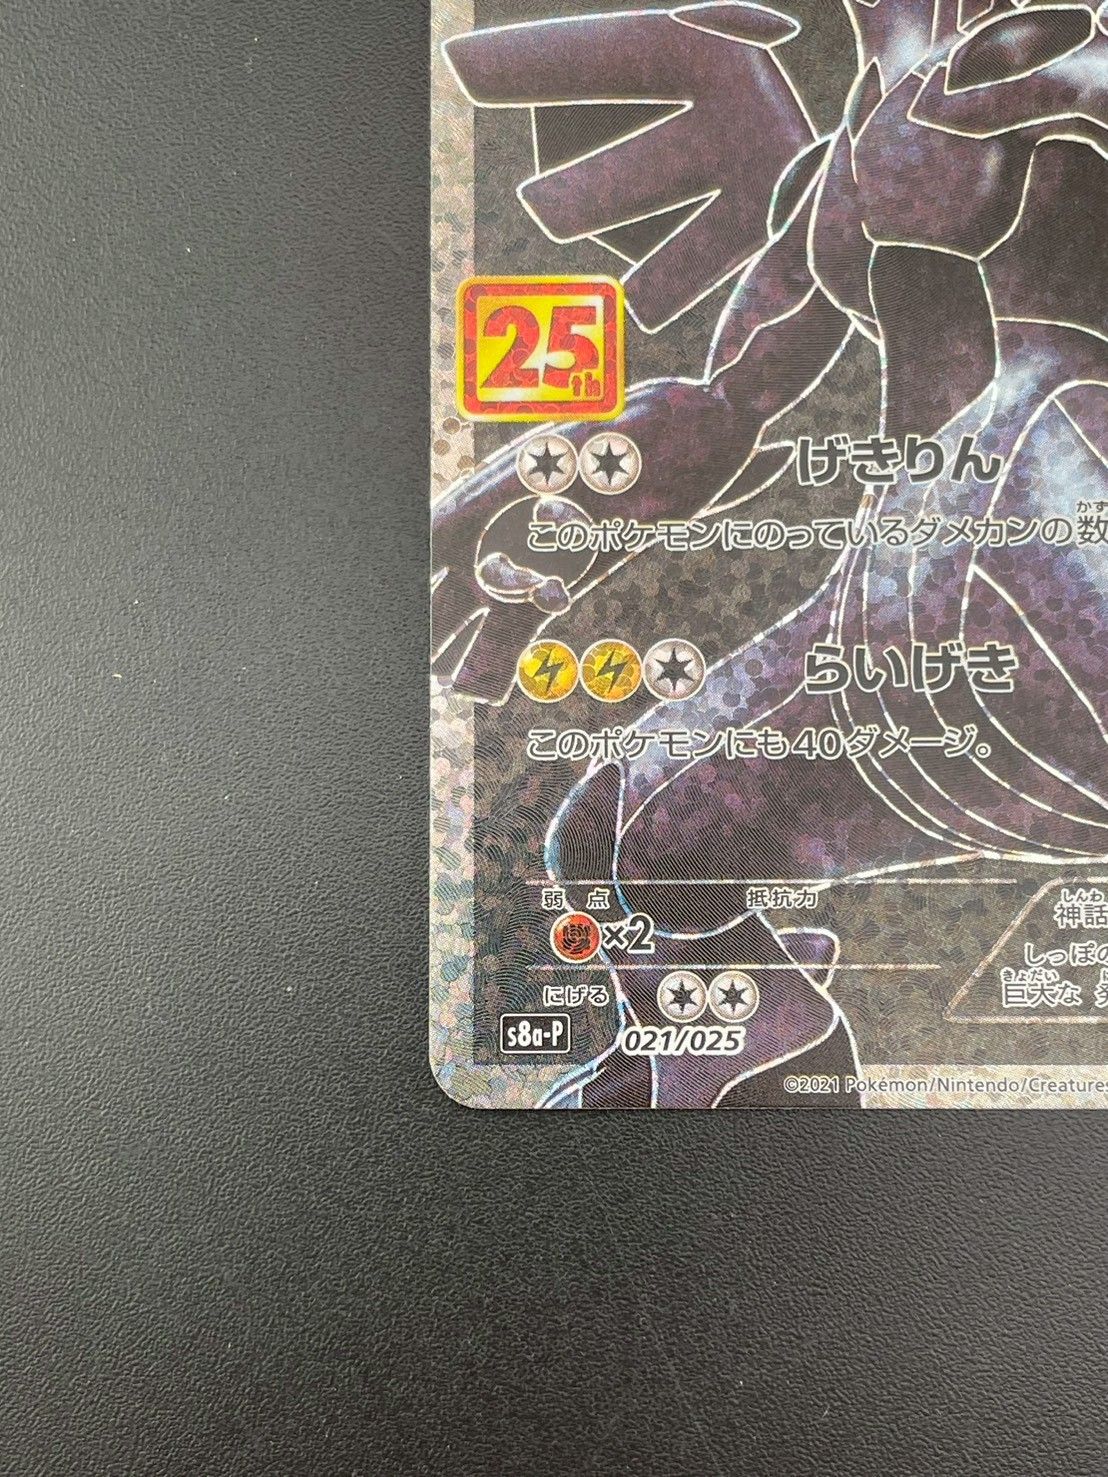 25th
げきりん
かず
このポケモンにのっているダメカンの数
らいげき
このポケモンにも40ダメージ。
弱 点 抵抗力
×2
しんわ
神話
しっぽの
きょだい
巨大な
にげる
s8a-P 021/025
©2021 Pokémon/Nintendo/Creatures